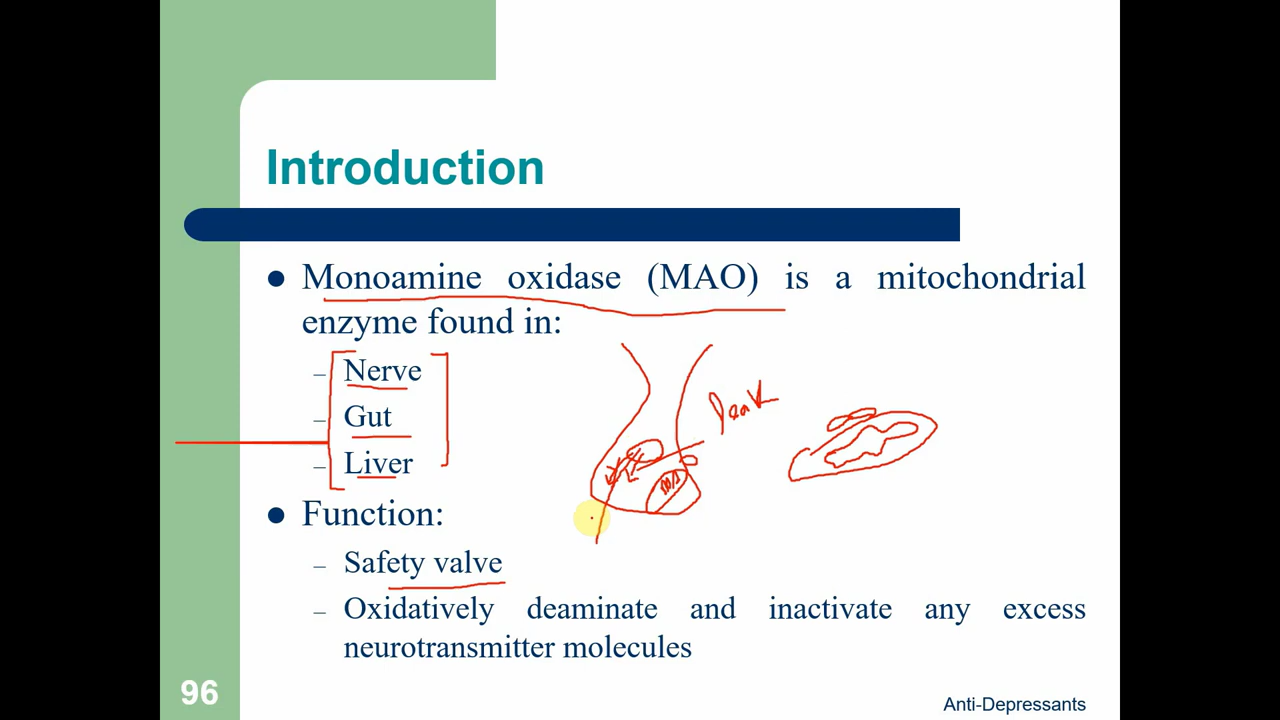 Introduction
● Monoamine oxidase (MAO) is a mitochondrial
enzyme found in:
– Nerve
– Gut
– Liver
● Function:
– Safety valve
– Oxidatively deaminate and inactivate any excess
neurotransmitter molecules
96
Anti-Depressants